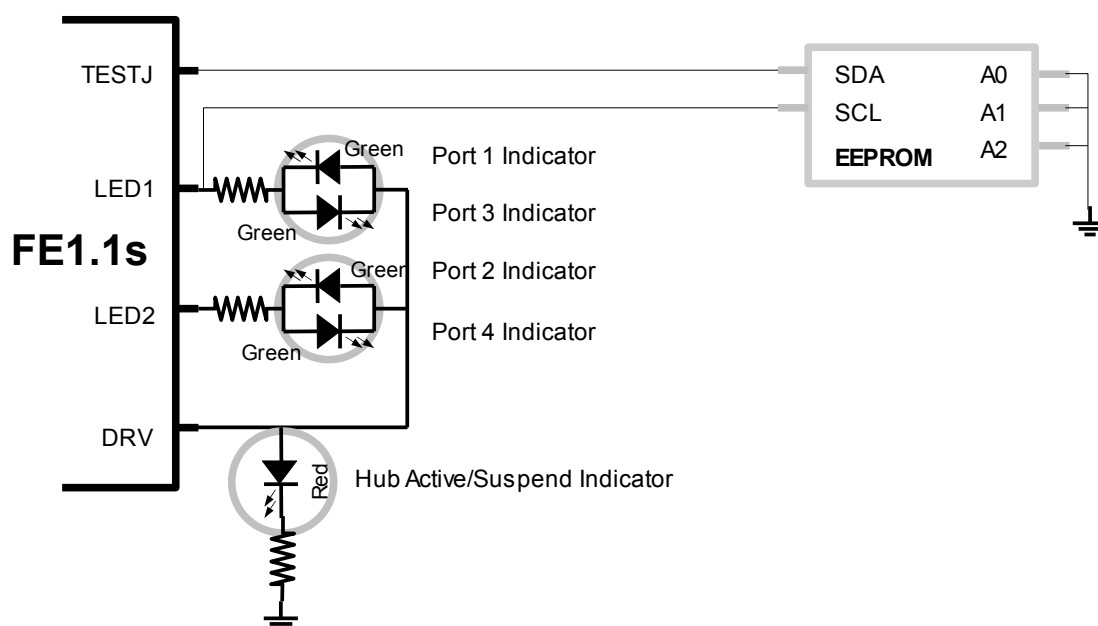 TESTJ
SDA A0
SCL A1
EEPROM A2
Green Port 1 Indicator
LED1
Port 3 Indicator
Green
FE1.1s
Green Port 2 Indicator
LED2
Port 4 Indicator
Green
DRV
Red
Hub Active/Suspend Indicator